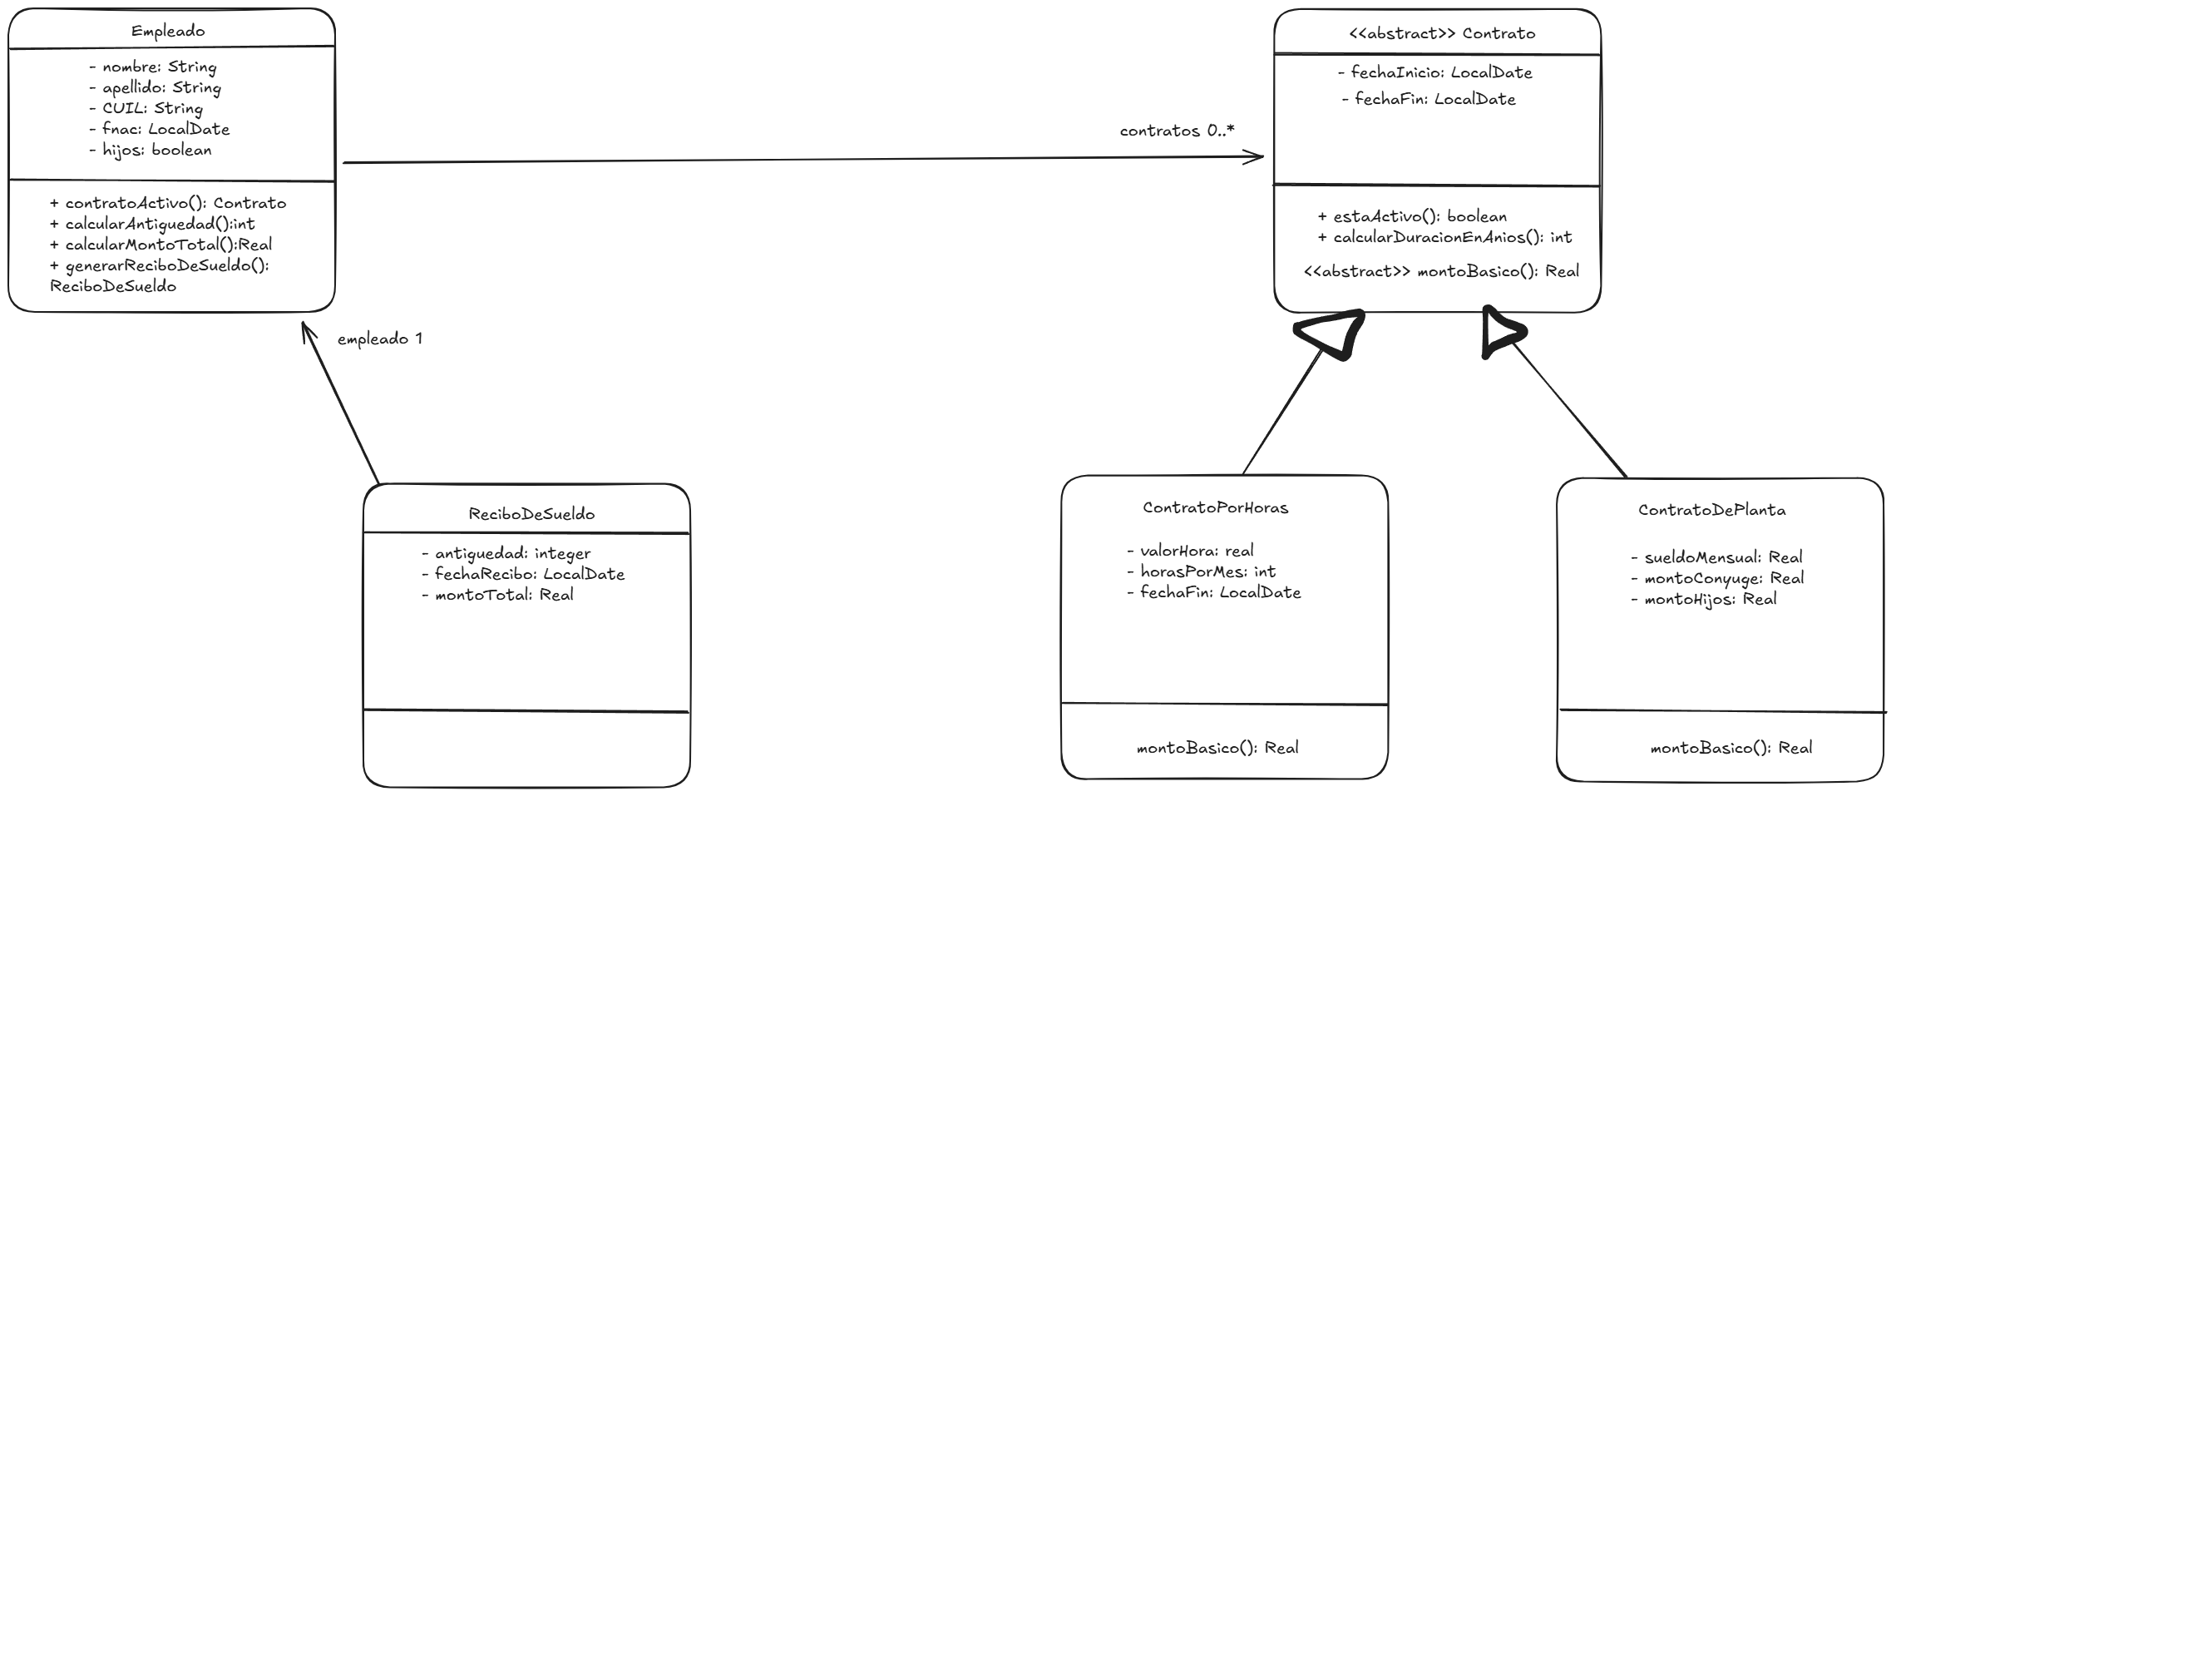 Empleado
- nombre: String
- apellido: String
- CUIL: String
- fnac: LocalDate
- hijos: boolean
+ contratoActivo(): Contrato
+ calcularAntiguedad():int
+ calcularMontoTotal():Real
+ generarReciboDeSueldo():
ReciboDeSueldo
contratos 0..*
<<abstract>> Contrato
- fechaInicio: LocalDate
- fechaFin: LocalDate
+ estaActivo(): boolean
+ calcularDuracionEnAnios(): int
<<abstract>> montoBasico(): Real
empleado 1
ReciboDeSueldo
- antiguedad: integer
- fechaRecibo: LocalDate
- montoTotal: Real
ContratoPorHoras
- valorHora: real
- horasPorMes: int
- fechaFin: LocalDate
montoBasico(): Real
ContratoDePlanta
- sueldoMensual: Real
- montoConyuge: Real
- montoHijos: Real
montoBasico(): Real